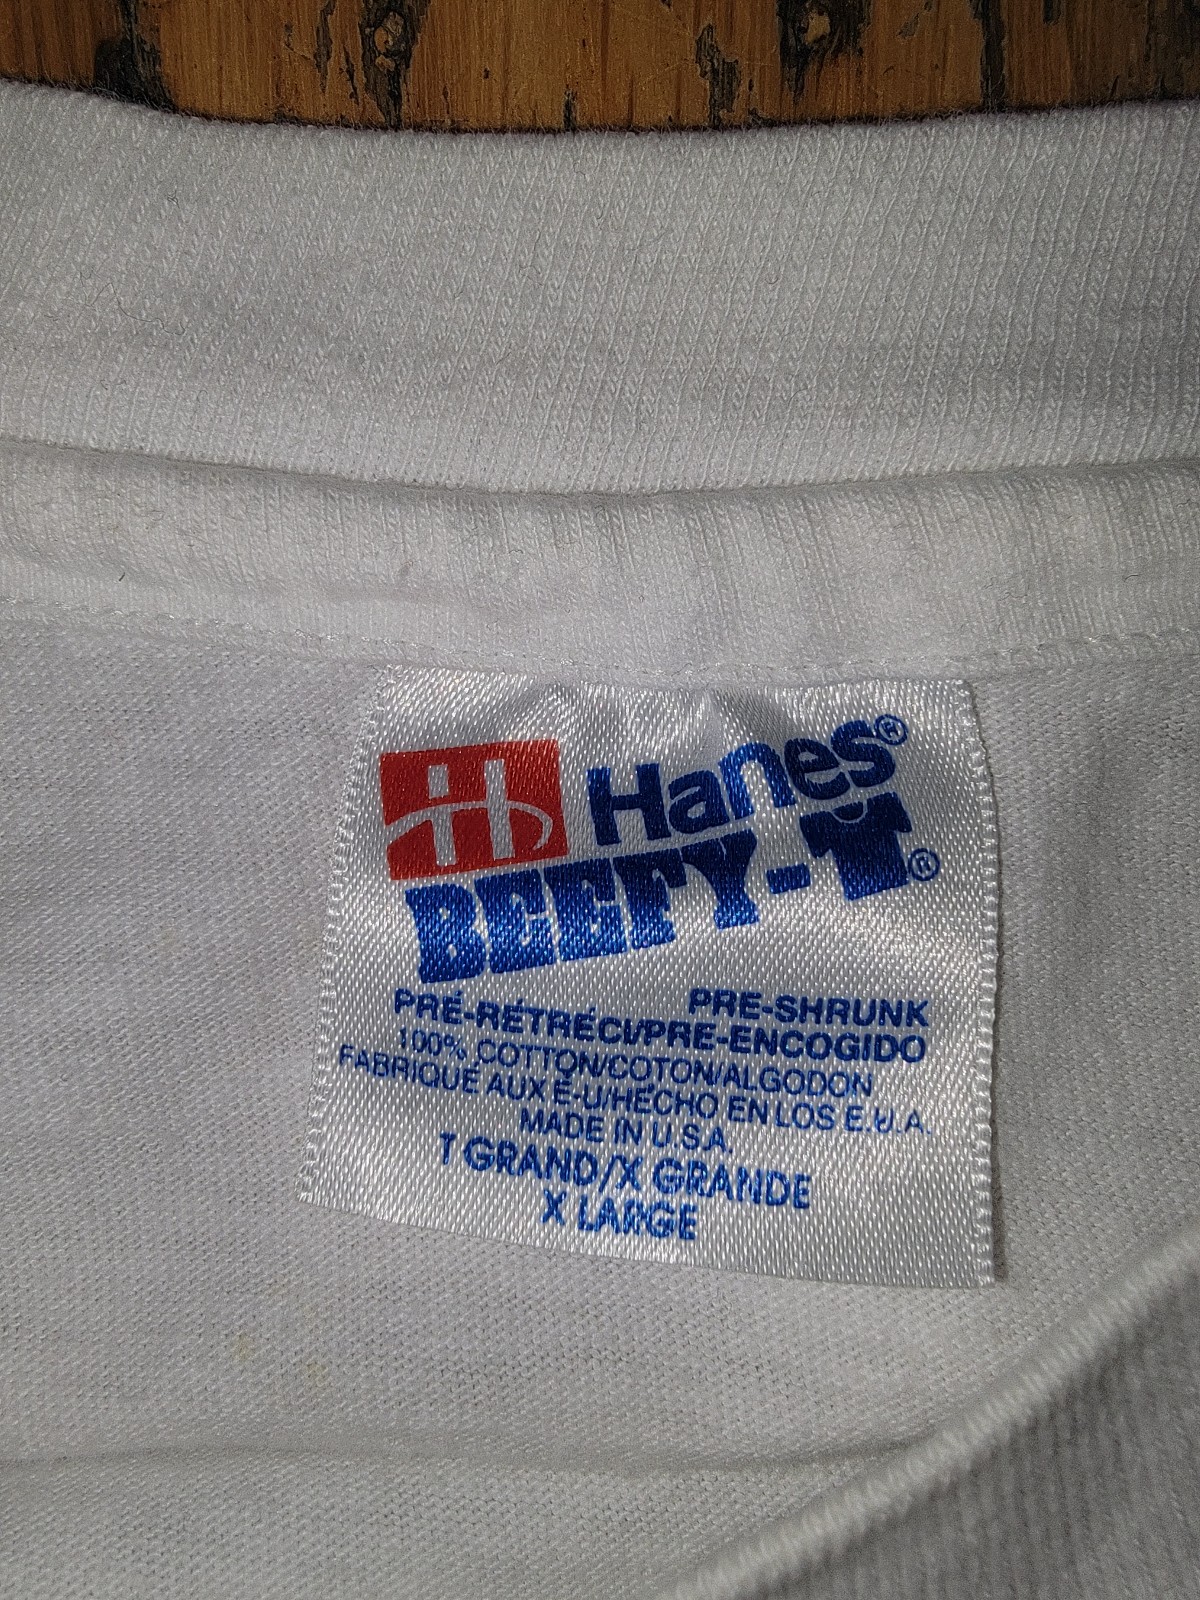 H Hanes®
BEEFY-T®
PRE-SHRUNK
PRÉ-RÉTRÉCI/PRE-ENCOGIDO
100% COTTON/COTON/ALGODON
FABRIQUÉ AUX É-U/HECHO EN LOS E.U.A.
MADE IN U.S.A.
T GRAND/X GRANDE
X LARGE